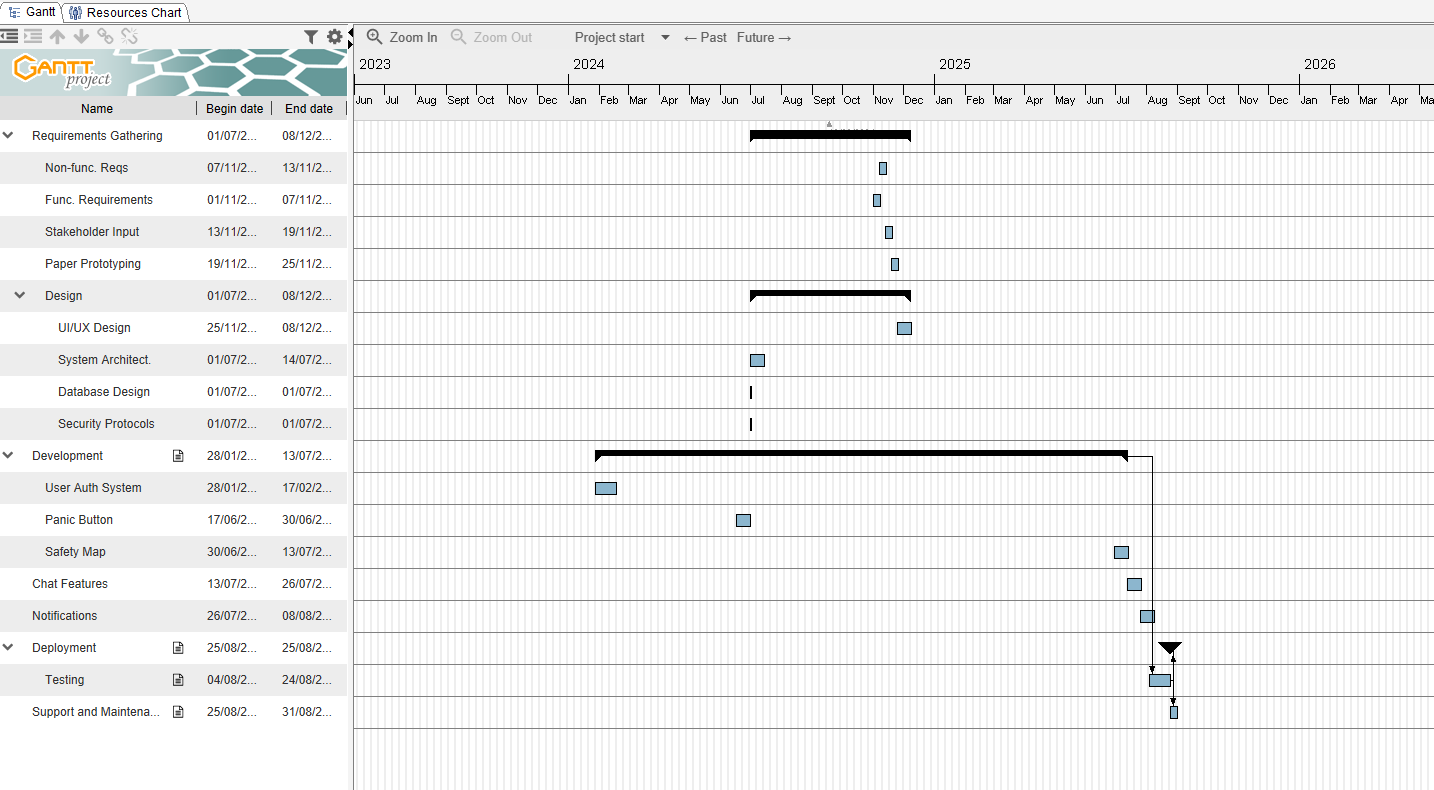 Gantt Resources Chart
Zoom In Zoom Out Project start ← Past Future →
GANTT project
2023 2024 2025 2026
Name Begin date End date
Jun Jul Aug Sept Oct Nov Dec Jan Feb Mar Apr May Jun Jul Aug Sept Oct Nov Dec Jan Feb Mar Apr May Jun Jul Aug Sept Oct Nov Dec Jan Feb Mar Apr Ma
Requirements Gathering 01/07/2... 08/12/2...
Non-func. Reqs 07/11/2... 13/11/2...
Func. Requirements 01/11/2... 07/11/2...
Stakeholder Input 13/11/2... 19/11/2...
Paper Prototyping 19/11/2... 25/11/2...
Design 01/07/2... 08/12/2...
UI/UX Design 25/11/2... 08/12/2...
System Architect. 01/07/2... 14/07/2...
Database Design 01/07/2... 01/07/2...
Security Protocols 01/07/2... 01/07/2...
Development 28/01/2... 13/07/2...
User Auth System 28/01/2... 17/02/2...
Panic Button 17/06/2... 30/06/2...
Safety Map 30/06/2... 13/07/2...
Chat Features 13/07/2... 26/07/2...
Notifications 26/07/2... 08/08/2...
Deployment 25/08/2... 25/08/2...
Testing 04/08/2... 24/08/2...
Support and Maintena... 25/08/2... 31/08/2...